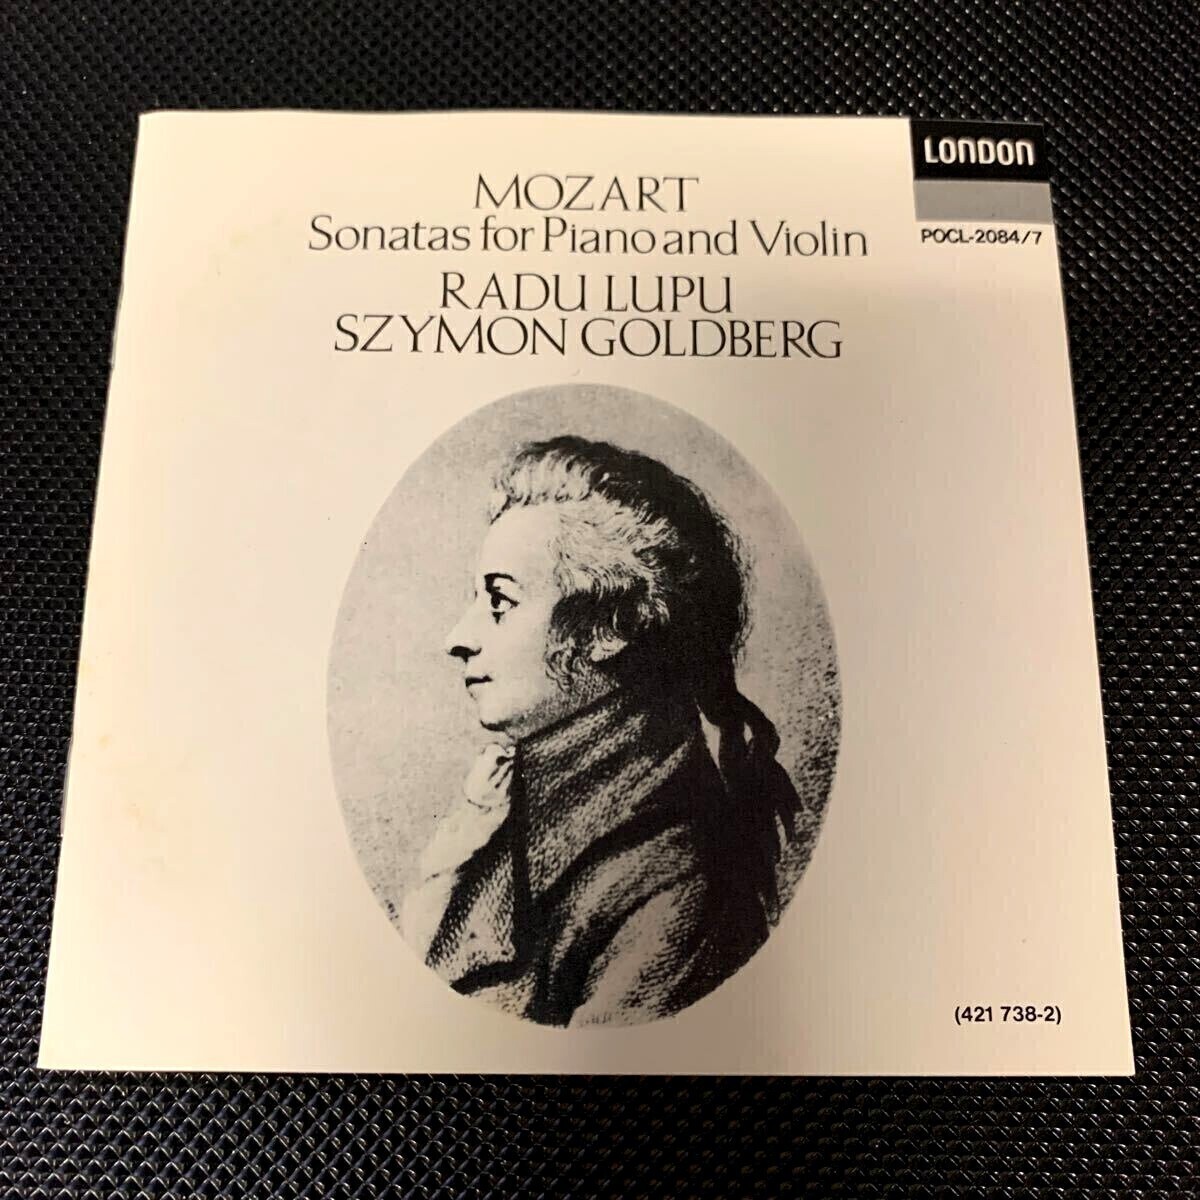 LONDON
POCL-2084/7
MOZART
Sonatas for Piano and Violin
RADU LUPU
SZYMON GOLDBERG
(421 738-2)